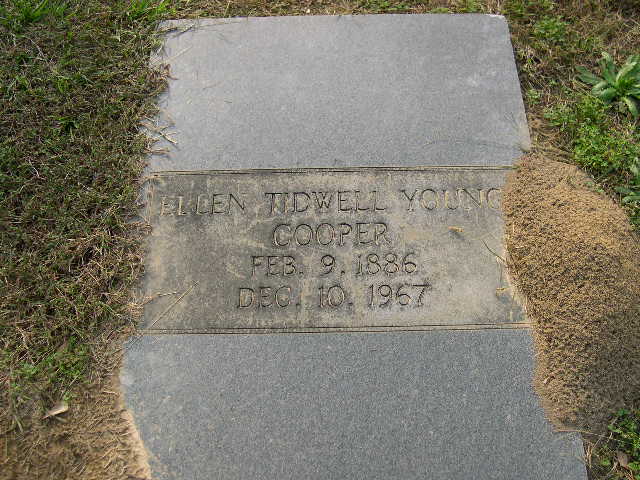 ELLEN TIDWELL YOUNG
COOPER
FEB. 9. 1886
DEC. 10. 1967